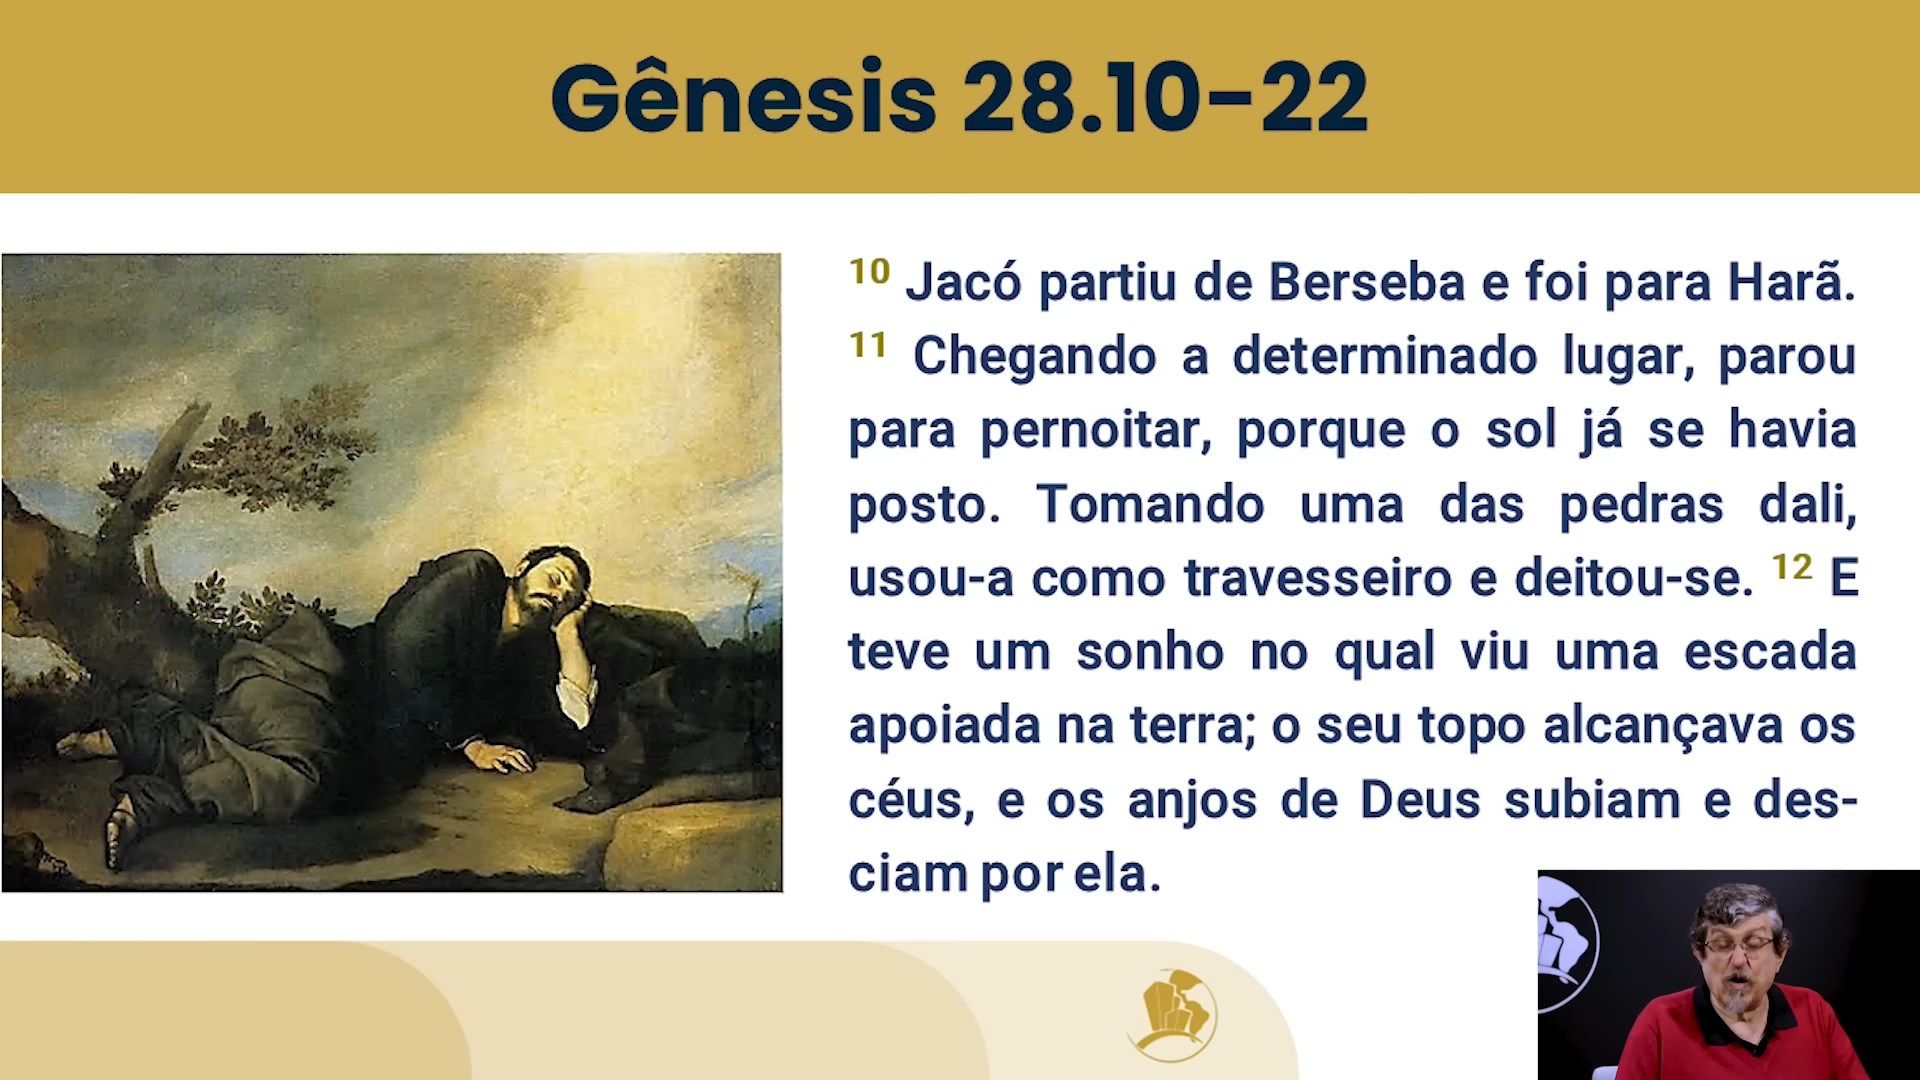 Gênesis 28.10-22
10 Jacó partiu de Berseba e foi para Harã.
11 Chegando a determinado lugar, parou
para pernoitar, porque o sol já se havia
posto. Tomando uma das pedras dali,
usou-a como travesseiro e deitou-se. 12 E
teve um sonho no qual viu uma escada
apoiada na terra; o seu topo alcançava os
céus, e os anjos de Deus subiam e des-
ciam por ela.